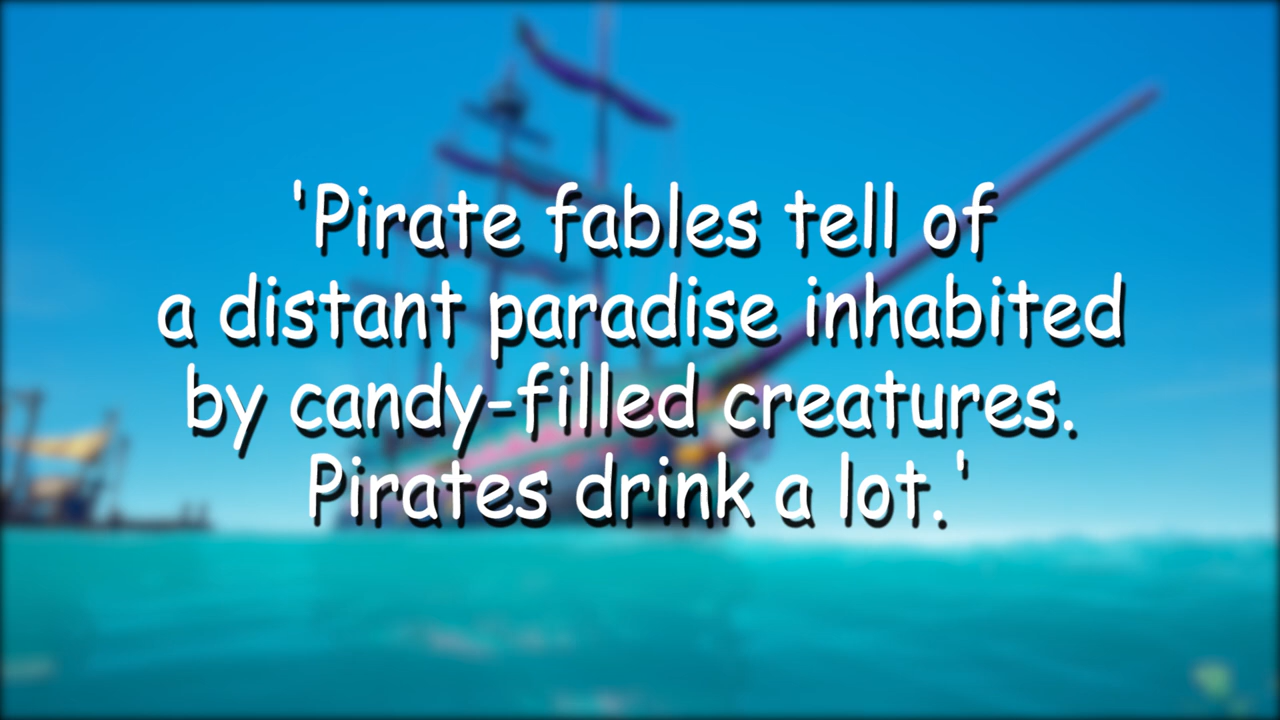 'Pirate fables tell of
a distant paradise inhabited
by candy-filled creatures.
Pirates drink a lot.'